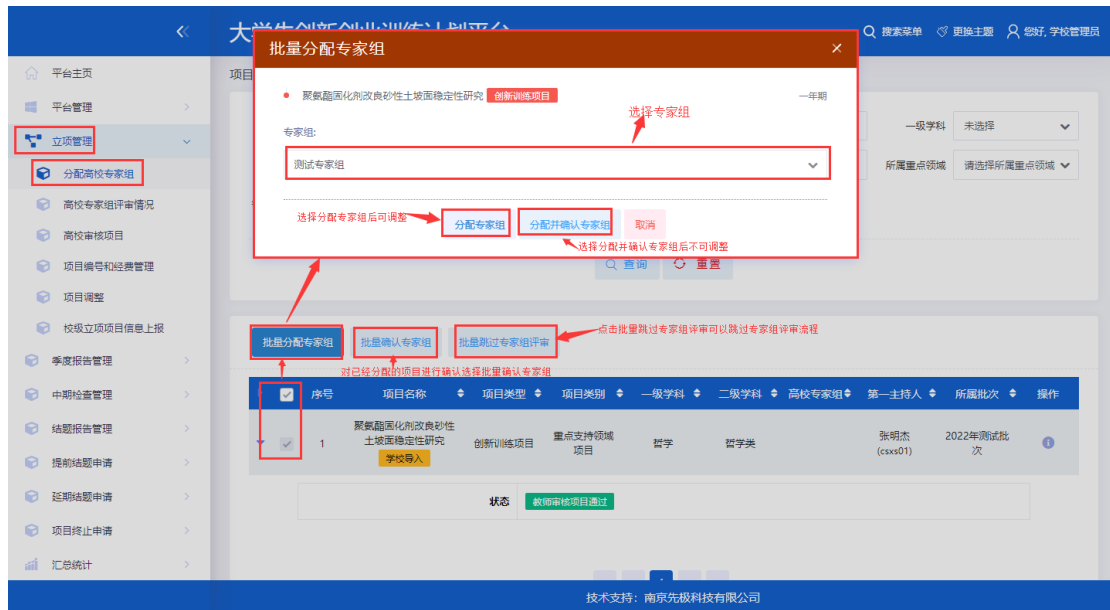 大学生创新创业训练计划平台
搜索菜单
更换主题
您好, 学校管理员
平台主页
平台管理
立项管理
分配高校专家组
高校专家组评审情况
高校审核项目
项目编号和经费管理
项目调整
校级立项项目信息上报
季度报告管理
中期检查管理
结题报告管理
提前结题申请
延期结题申请
项目终止申请
汇总统计
项目
批量分配专家组
聚氨酯固化剂改良砂性土坡面稳定性研究 创新训练项目 一年期
选择专家组
专家组:
测试专家组
选择分配专家组后可调整
分配专家组 分配并确认专家组 取消
选择分配并确认专家组后不可调整
一级学科 未选择
所属重点领域 请选择所属重点领域
查询 重置
批量分配专家组 批量确认专家组 批量跳过专家组评审
点击批量跳过专家组评审可以跳过专家组评审流程
对已经分配的项目进行确认选择批量确认专家组
序号 项目名称 项目类型 项目类别 一级学科 二级学科 高校专家组 第一主持人 所属批次 操作
1 聚氨酯固化剂改良砂性土坡面稳定性研究 学校导入 创新训练项目 重点支持领域项目 哲学 哲学类 张明杰 (csxs01) 2022年测试批次
状态 教师审核项目通过
技术支持：南京先极科技有限公司